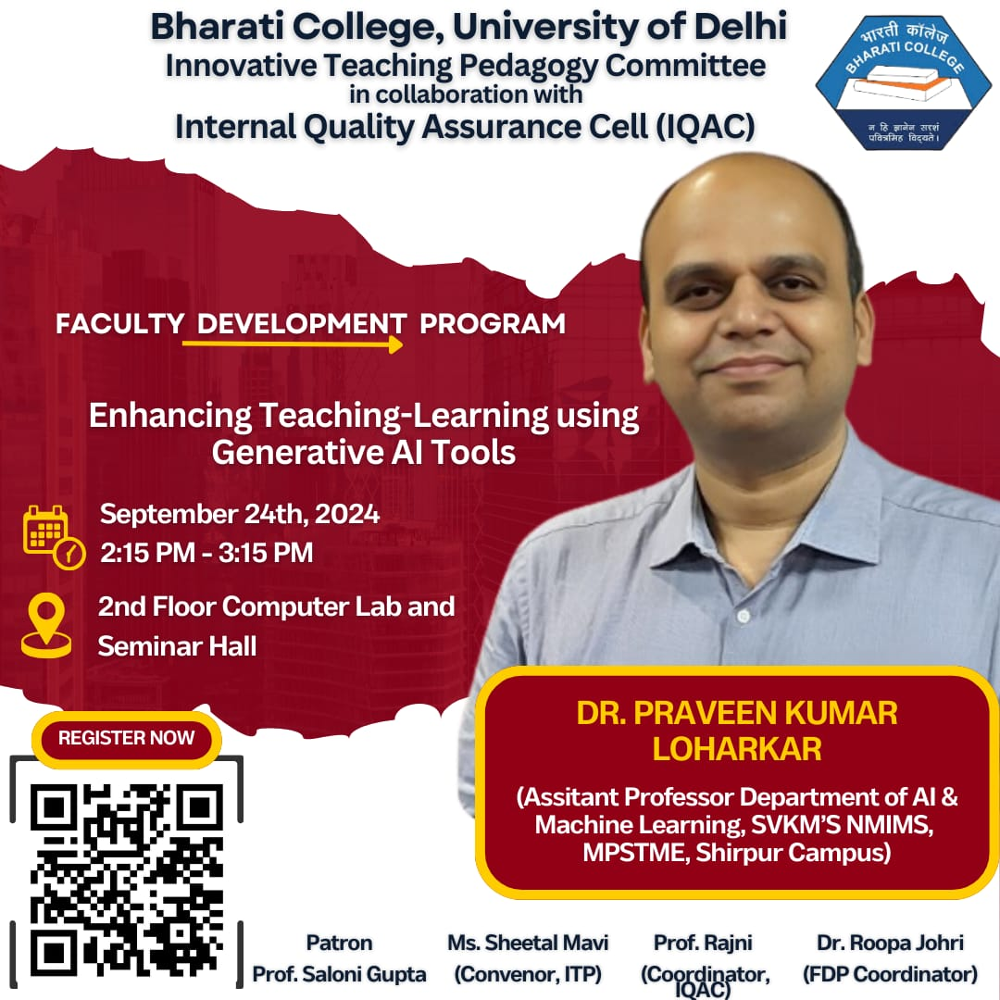 Bharati College, University of Delhi
Innovative Teaching Pedagogy Committee
in collaboration with
Internal Quality Assurance Cell (IQAC)
भारती कॉलेज
BHARATI COLLEGE
न हि ज्ञानेन सदृशं
पवित्रमिह विद्यते।
FACULTY DEVELOPMENT PROGRAM
Enhancing Teaching-Learning using
Generative AI Tools
September 24th, 2024
2:15 PM - 3:15 PM
2nd Floor Computer Lab and
Seminar Hall
REGISTER NOW
DR. PRAVEEN KUMAR
LOHARKAR
(Assitant Professor Department of AI &
Machine Learning, SVKM'S NMIMS,
MPSTME, Shirpur Campus)
Patron
Prof. Saloni Gupta
Ms. Sheetal Mavi
(Convenor, ITP)
Prof. Rajni
(Coordinator,
IQAC)
Dr. Roopa Johri
(FDP Coordinator)